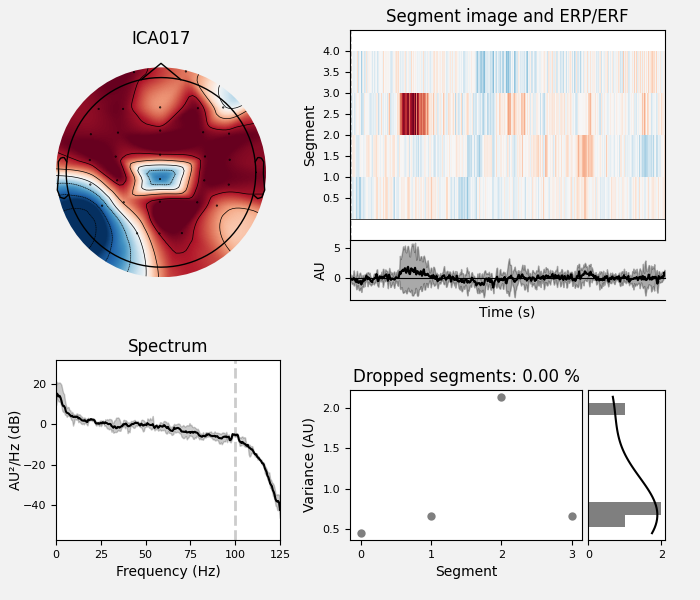 ICA017
Segment image and ERP/ERF
Segment
4.0
3.5
3.0
2.5
2.0
1.5
1.0
0.5
AU
5
0
Time (s)
Spectrum
AU²/Hz (dB)
20
0
−20
−40
0 25 50 75 100 125
Frequency (Hz)
Dropped segments: 0.00 %
Variance (AU)
2.0
1.5
1.0
0.5
0 1 2 3
Segment
0 2